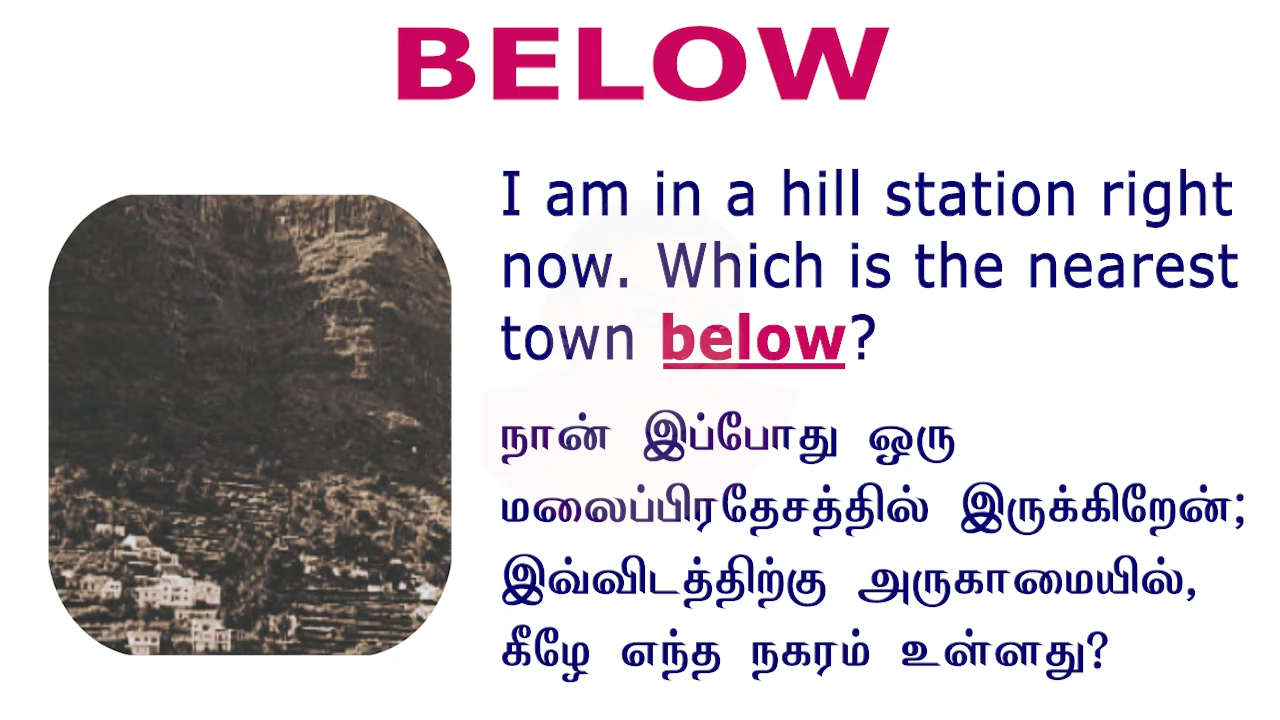 BELOW
I am in a hill station right
now. Which is the nearest
town below?
நான் இப்போது ஒரு
மலைப்பிரதேசத்தில் இருக்கிறேன்;
இவ்விடத்திற்கு அருகாமையில்,
கீழே எந்த நகரம் உள்ளது?